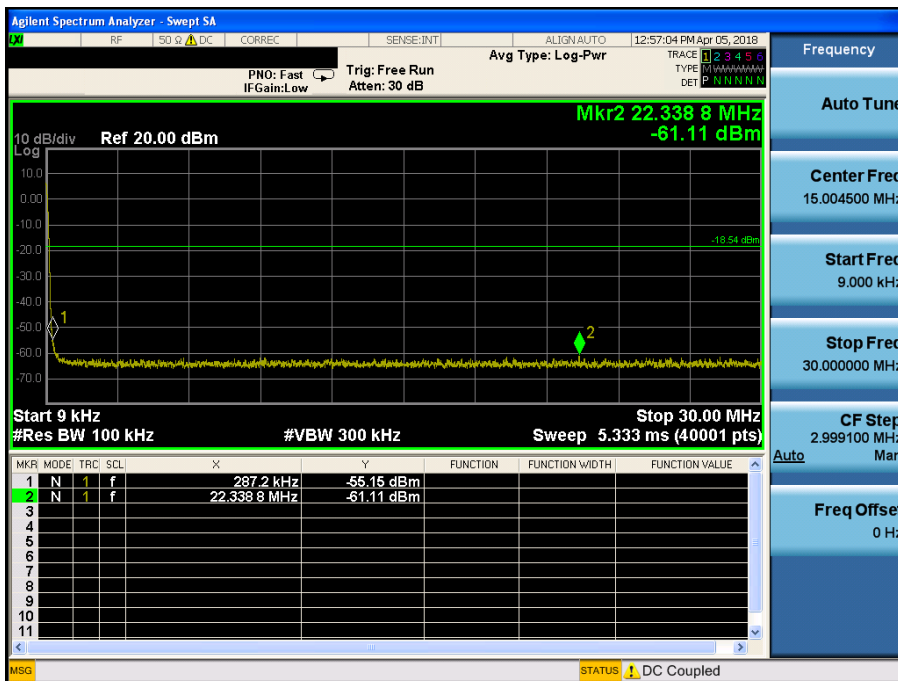 Agilent Spectrum Analyzer - Swept SA
LXI RF 50 Ω DC CORREC SENSE:INT ALIGN AUTO 12:57:04 PM Apr 05, 2018
Avg Type: Log-Pwr
TRACE 1 2 3 4 5 6
TYPE M W W W W W
DET P N N N N N
PNO: Fast
IFGain:Low
Trig: Free Run
Atten: 30 dB
Mkr2 22.338 8 MHz
-61.11 dBm
10 dB/div Ref 20.00 dBm
Log
10.0
0.00
-10.0
-20.0
-30.0
-40.0
-50.0
-60.0
-70.0
-18.54 dBm
1
2
Start 9 kHz
Stop 30.00 MHz
#Res BW 100 kHz #VBW 300 kHz Sweep 5.333 ms (40001 pts)
MKR MODE TRC SCL X Y FUNCTION FUNCTION WIDTH FUNCTION VALUE
1 N 1 f 287.2 kHz -55.15 dBm
2 N 1 f 22.338 8 MHz -61.11 dBm
3
4
5
6
7
8
9
10
11
MSG
STATUS DC Coupled
Frequency
Auto Tune
Center Freq
15.004500 MHz
Start Freq
9.000 kHz
Stop Freq
30.000000 MHz
CF Step
2.999100 MHz
Auto Man
Freq Offset
0 Hz